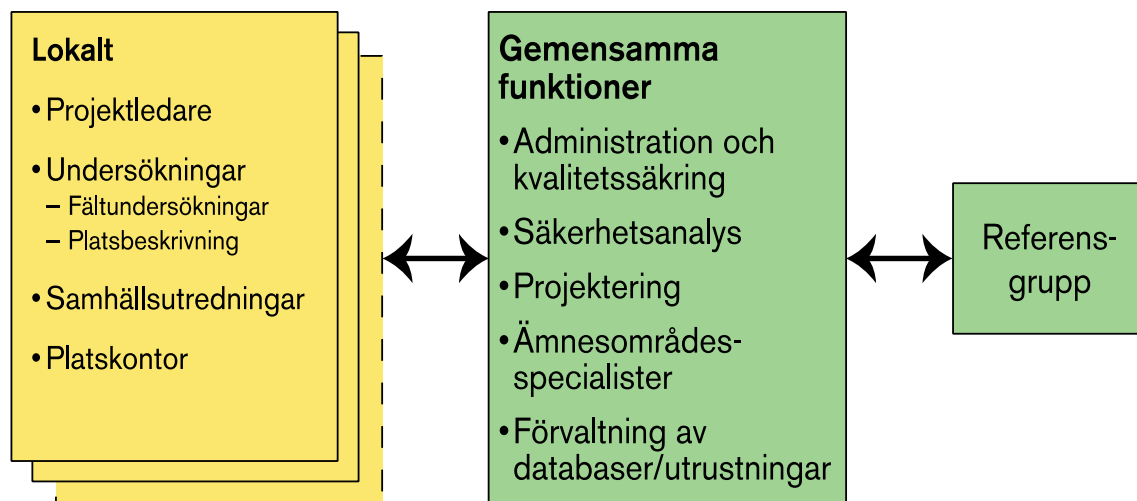 Lokalt
• Projektledare
• Undersökningar
– Fältundersökningar
– Platsbeskrivning
• Samhällsutredningar
• Platskontor
Gemensamma
funktioner
• Administration och
kvalitetssäkring
• Säkerhetsanalys
• Projektering
• Ämnesområdes-
specialister
• Förvaltning av
databaser/utrustningar
Referens-
grupp